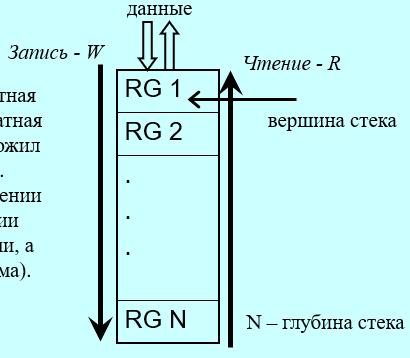 данные
Запись - W
Чтение - R
RG 1
вершина стека
RG 2
.
.
.
RG N
N – глубина стека